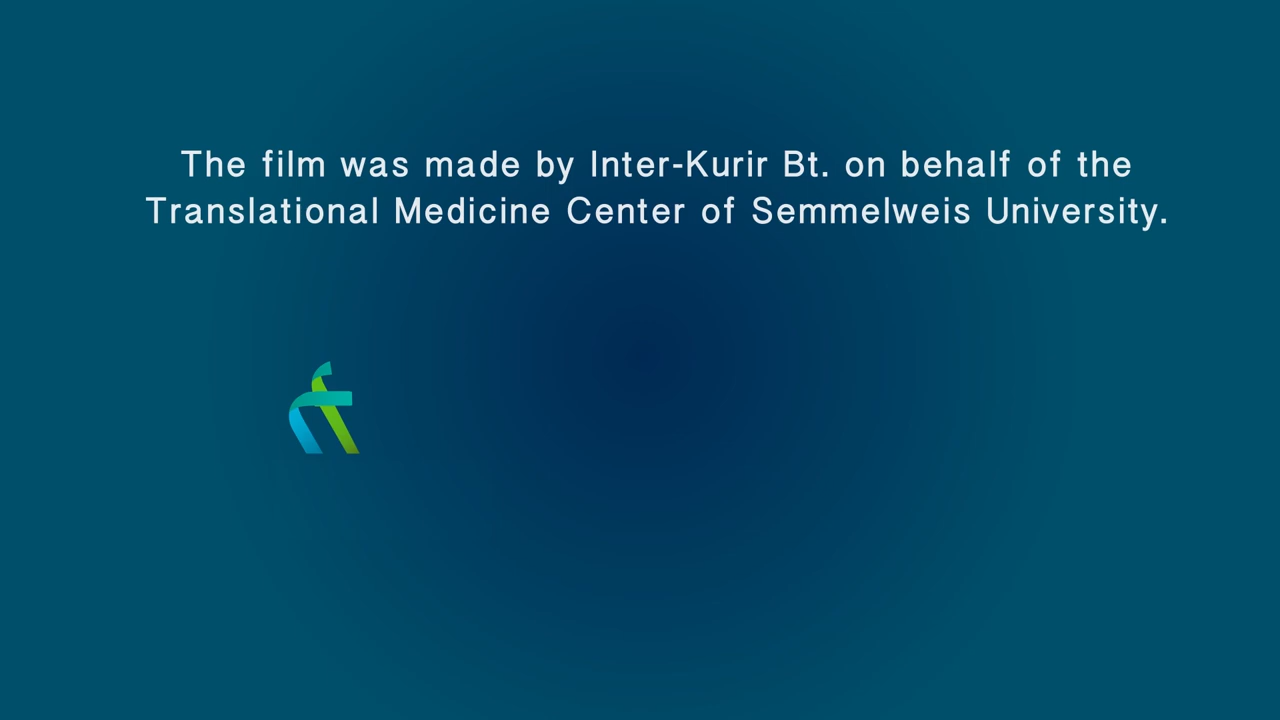 The film was made by Inter-Kurir Bt. on behalf of the
Translational Medicine Center of Semmelweis University.